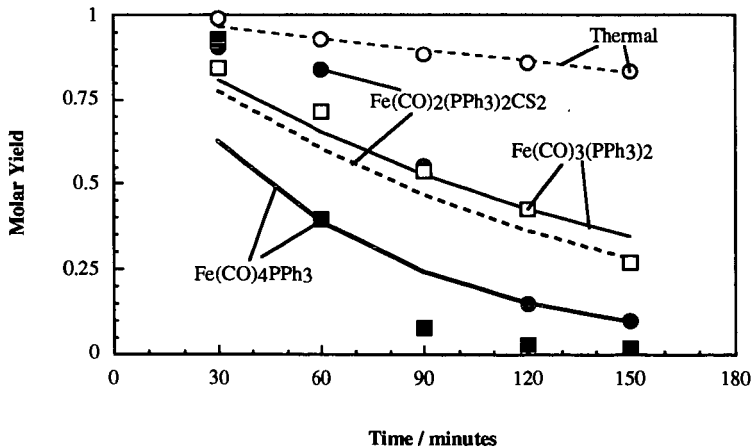 1
Thermal
0.75
Fe(CO)2(PPh3)2CS2
Fe(CO)3(PPh3)2
0.5
Molar Yield
0.25
Fe(CO)4PPh3
0
0 30 60 90 120 150 180
Time / minutes